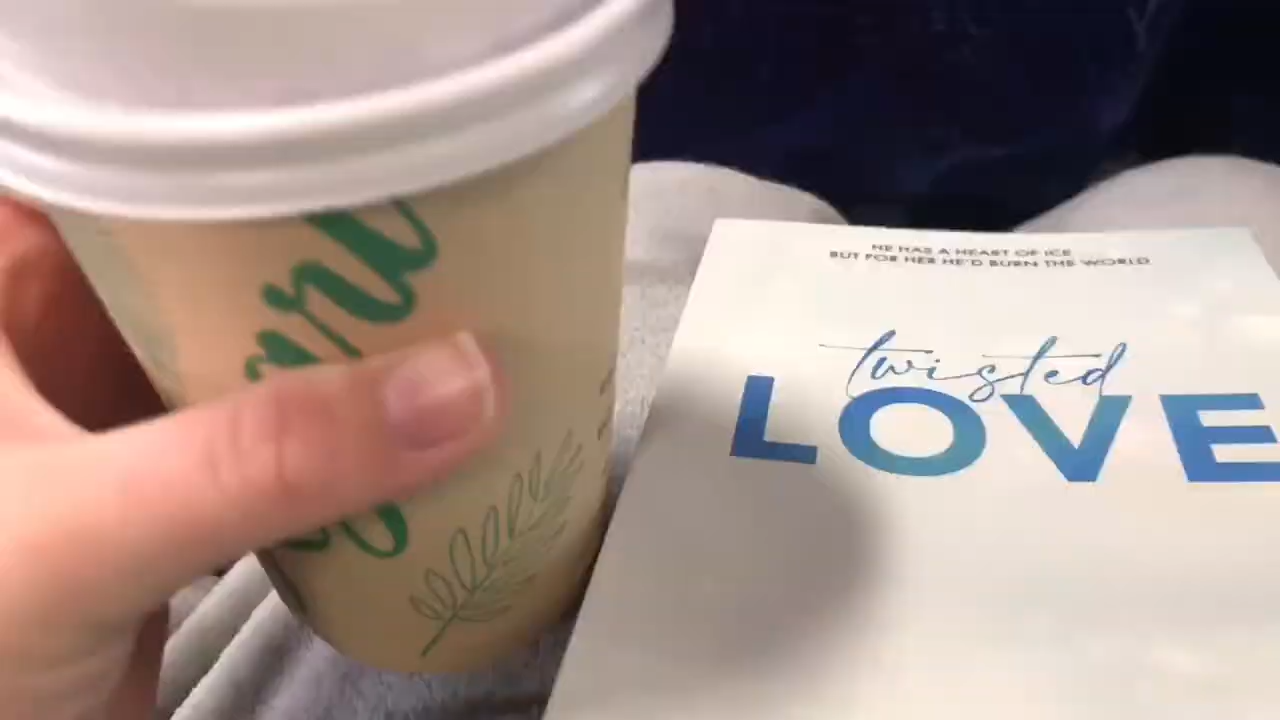 HE HAS A HEART OF ICE
BUT FOR HER HE'D BURN THE WORLD
twisted
LOVE